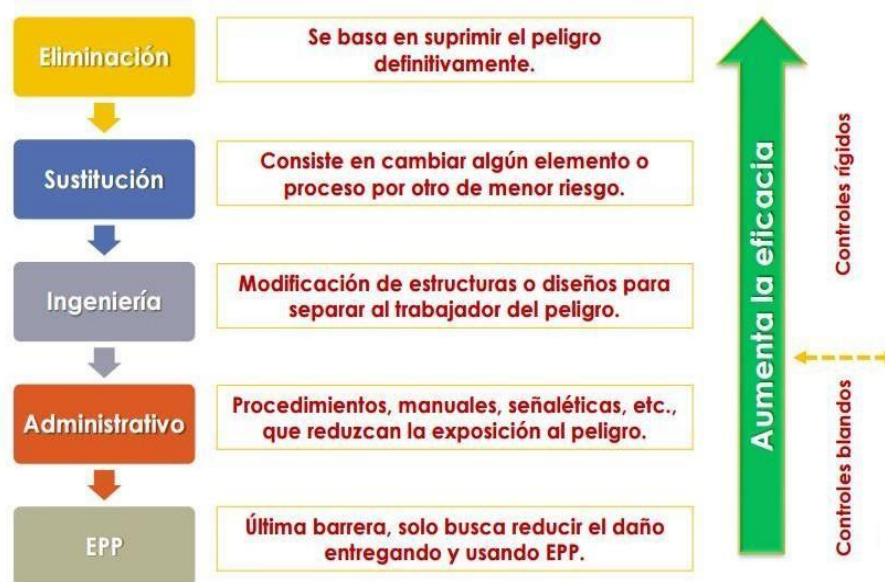 Eliminación
Se basa en suprimir el peligro
definitivamente.
Sustitución
Consiste en cambiar algún elemento o
proceso por otro de menor riesgo.
Ingeniería
Modificación de estructuras o diseños para
separar al trabajador del peligro.
Administrativo
Procedimientos, manuales, señaléticas, etc.,
que reduzcan la exposición al peligro.
EPP
Última barrera, solo busca reducir el daño
entregando y usando EPP.
Aumenta la eficacia
Controles rígidos
Controles blandos